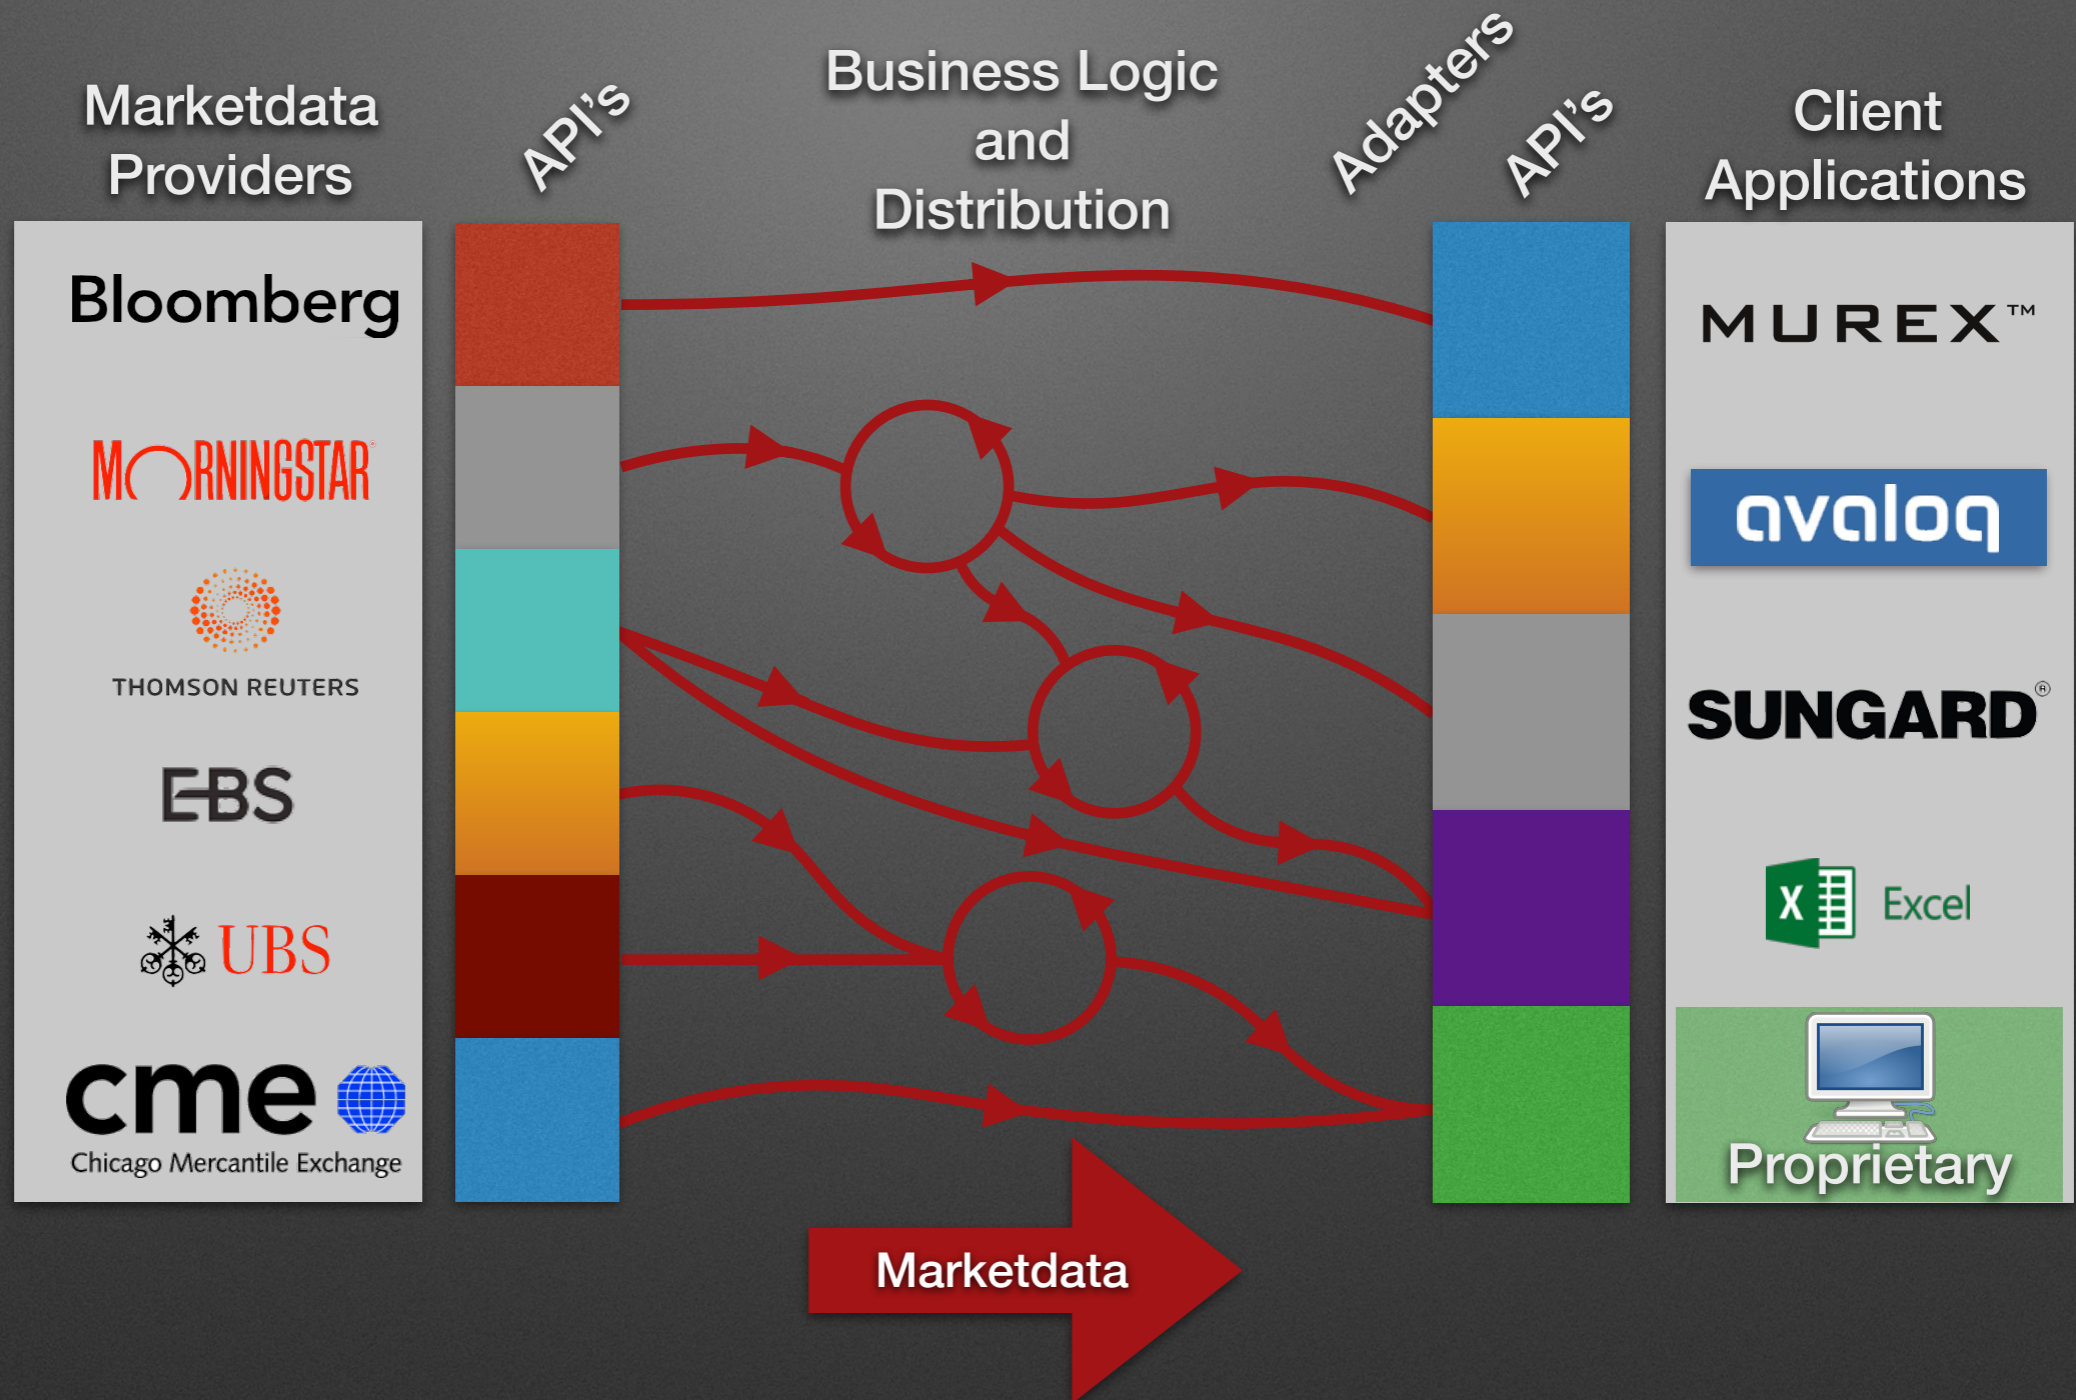 Marketdata
Providers
API's
Business Logic
and
Distribution
Adapters
API's
Client
Applications
Bloomberg
MORNINGSTAR®
THOMSON REUTERS
EBS
UBS
cme
Chicago Mercantile Exchange
MUREX™
avaloq
SUNGARD®
X Excel
Proprietary
Marketdata